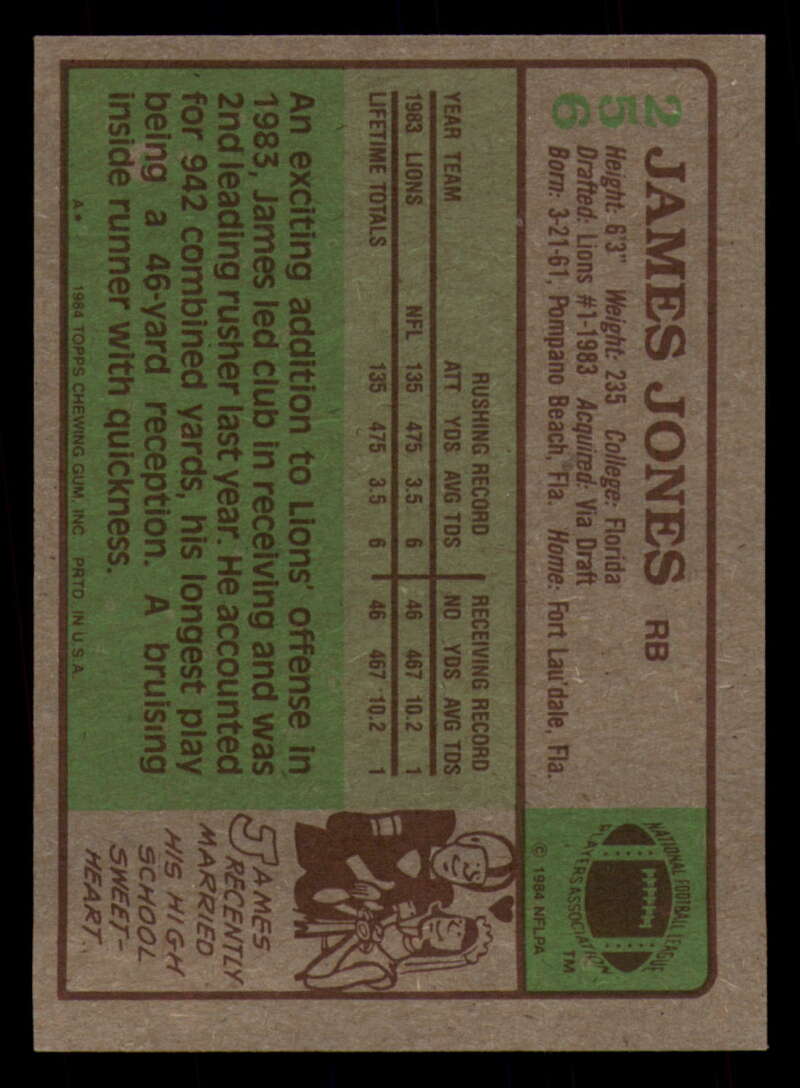 256
JAMES JONES RB
Height: 6'3" Weight: 235 College: Florida
Drafted: Lions #1-1983 Acquired: Via Draft
Born: 3-21-61, Pompano Beach, Fla. Home: Fort Lau'dale, Fla.
NATIONAL FOOTBALL LEAGUE
PLAYERS ASSOCIATION
TM
© 1984 NFLPA
RUSHING RECORD RECEIVING RECORD
YEAR TEAM ATT YDS AVG TDS NO YDS AVG TDS
1983 LIONS NFL 135 475 3.5 6 46 467 10.2 1
LIFETIME TOTALS 135 475 3.5 6 46 467 10.2 1
An exciting addition to Lions' offense in
1983, James led club in receiving and was
2nd leading rusher last year. He accounted
for 942 combined yards, his longest play
being a 46-yard reception. A bruising
inside runner with quickness.
JAMES
RECENTLY
MARRIED
HIS HIGH
SCHOOL
SWEET-
HEART.
A* 1984 TOPPS CHEWING GUM, INC. PRTD. IN U.S.A.